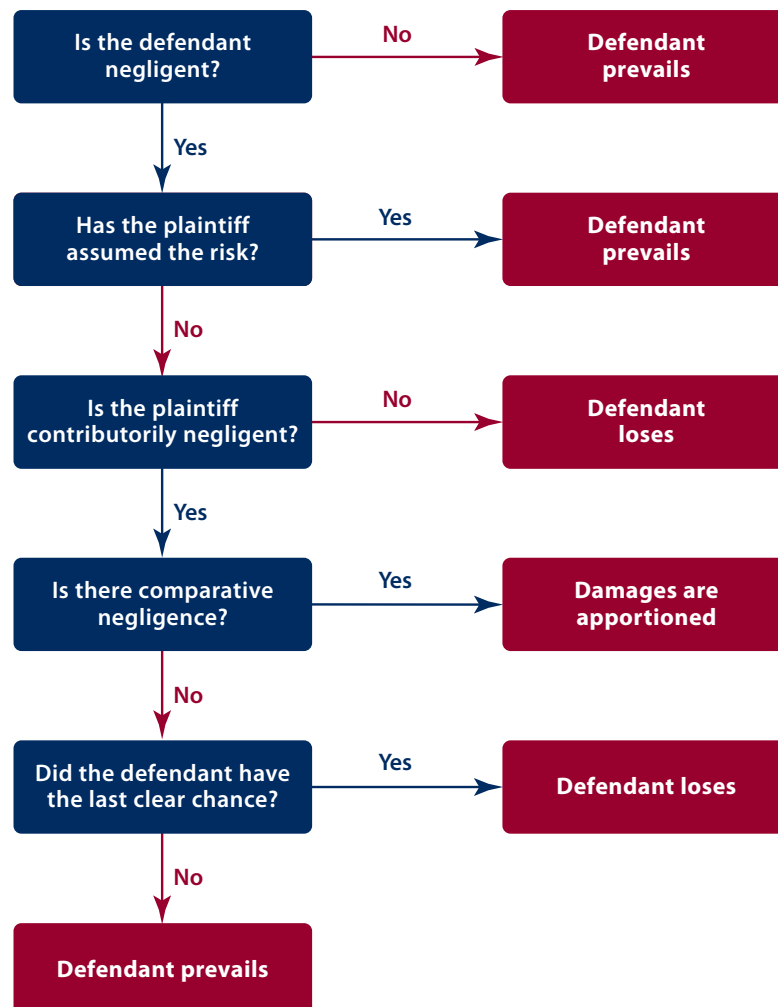 Is the defendant
negligent?
No
Defendant
prevails
Yes
Has the plaintiff
assumed the risk?
Yes
Defendant
prevails
No
Is the plaintiff
contributorily negligent?
No
Defendant
loses
Yes
Is there comparative
negligence?
Yes
Damages are
apportioned
No
Did the defendant have
the last clear chance?
Yes
Defendant loses
No
Defendant prevails